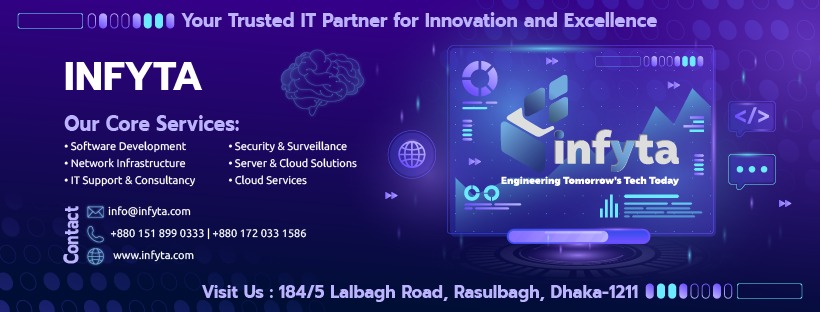 Your Trusted IT Partner for Innovation and Excellence
INFYTA
Our Core Services:
• Software Development
• Network Infrastructure
• IT Support & Consultancy
• Security & Surveillance
• Server & Cloud Solutions
• Cloud Services
Contact
info@infyta.com
+880 151 899 0333 | +880 172 033 1586
www.infyta.com
infyta
Engineering Tomorrow's Tech Today
</>
Visit Us : 184/5 Lalbagh Road, Rasulbagh, Dhaka-1211